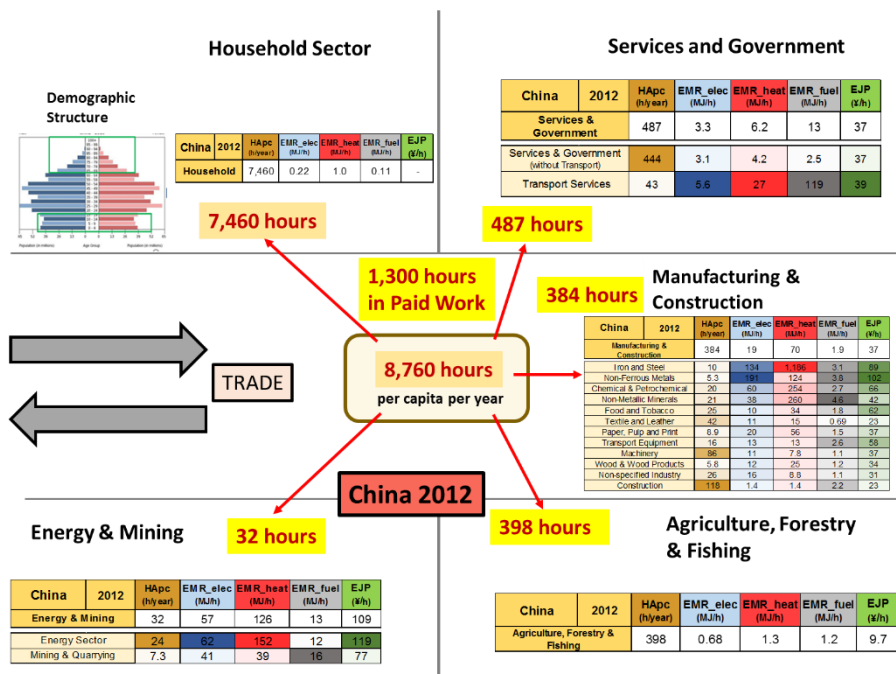 Household Sector
Demographic
Structure
China 2012 HApc (h/year) EMR_elec (MJ/h) EMR_heat (MJ/h) EMR_fuel (MJ/h) EJP (¥/h)
Household 7,460 0.22 1.0 0.11 -
Population (in millions) Age Group Population (in millions)
7,460 hours
Services and Government
China 2012 HApc (h/year) EMR_elec (MJ/h) EMR_heat (MJ/h) EMR_fuel (MJ/h) EJP (¥/h)
Services & Government 487 3.3 6.2 13 37
Services & Government (without Transport) 444 3.1 4.2 2.5 37
Transport Services 43 5.6 27 119 39
487 hours
1,300 hours
in Paid Work
384 hours
Manufacturing &
Construction
China 2012 HApc (h/year) EMR_elec (MJ/h) EMR_heat (MJ/h) EMR_fuel (MJ/h) EJP (¥/h)
Manufacturing & Construction 384 19 70 1.9 37
Iron and Steel 10 134 1,186 3.1 89
Non-Ferrous Metals 5.3 191 124 3.8 102
Chemical & Petrochemical 20 60 254 2.7 66
Non-Metallic Minerals 21 38 260 4.6 42
Food and Tobacco 25 10 34 1.8 62
Textile and Leather 42 11 15 0.69 23
Paper, Pulp and Print 8.9 20 56 1.5 37
Transport Equipment 16 13 13 2.6 58
Machinery 86 11 7.8 1.1 37
Wood & Wood Products 5.8 12 25 1.2 34
Non-specified Industry 26 16 8.8 1.1 31
Construction 118 1.4 1.4 2.2 23
8,760 hours
per capita per year
TRADE
China 2012
Energy & Mining
32 hours
China 2012 HApc (h/year) EMR_elec (MJ/h) EMR_heat (MJ/h) EMR_fuel (MJ/h) EJP (¥/h)
Energy & Mining 32 57 126 13 109
Energy Sector 24 62 152 12 119
Mining & Quarrying 7.3 41 39 16 77
398 hours
Agriculture, Forestry
& Fishing
China 2012 HApc (h/year) EMR_elec (MJ/h) EMR_heat (MJ/h) EMR_fuel (MJ/h) EJP (¥/h)
Agriculture, Forestry & Fishing 398 0.68 1.3 1.2 9.7